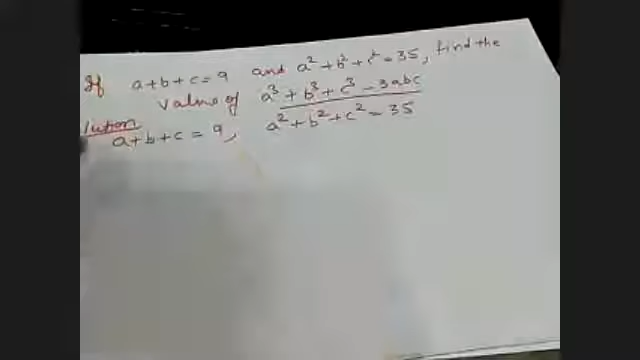 If a+b+c=9 and a²+b²+c²=35, find the
value of a³+b³+c³-3abc
lution
a+b+c=9, a²+b²+c²=35